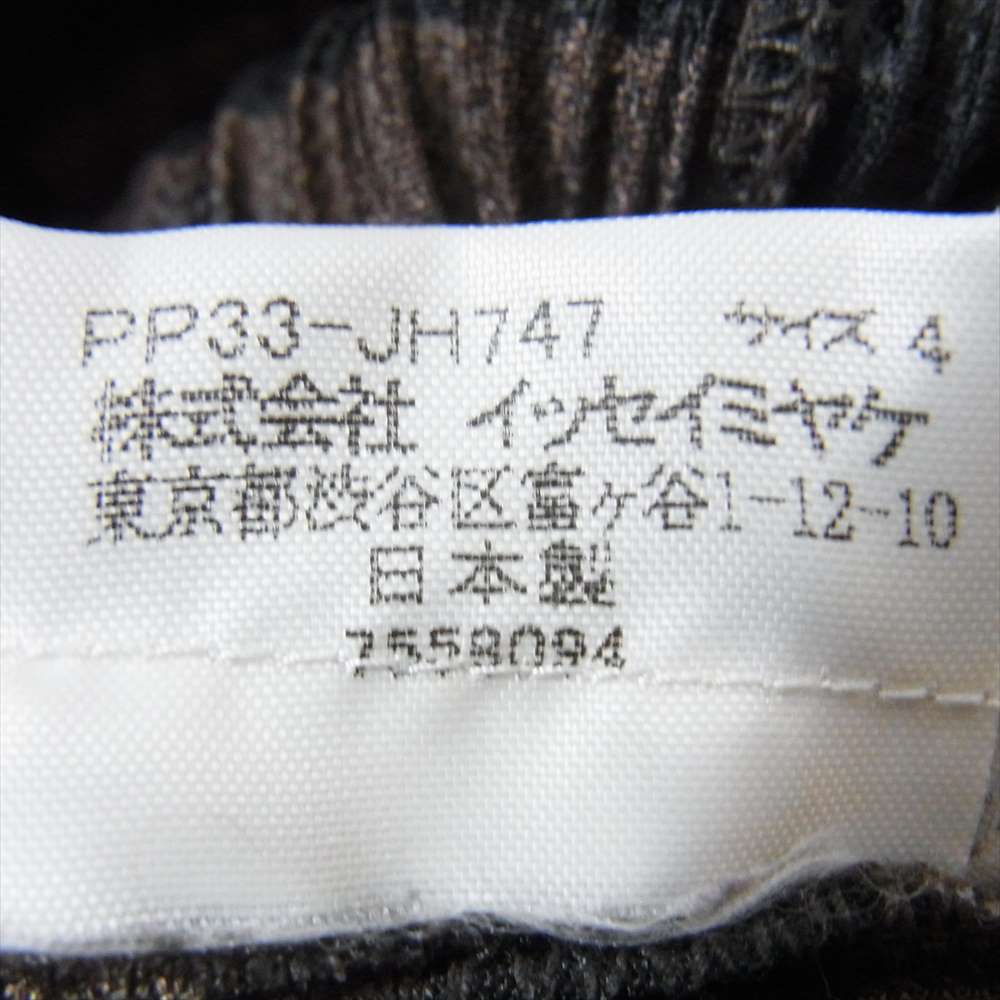 PP33-JH747 サイズ 4
株式会社 イッセイミヤケ
東京都渋谷区富ヶ谷1-12-10
日本製
7558094